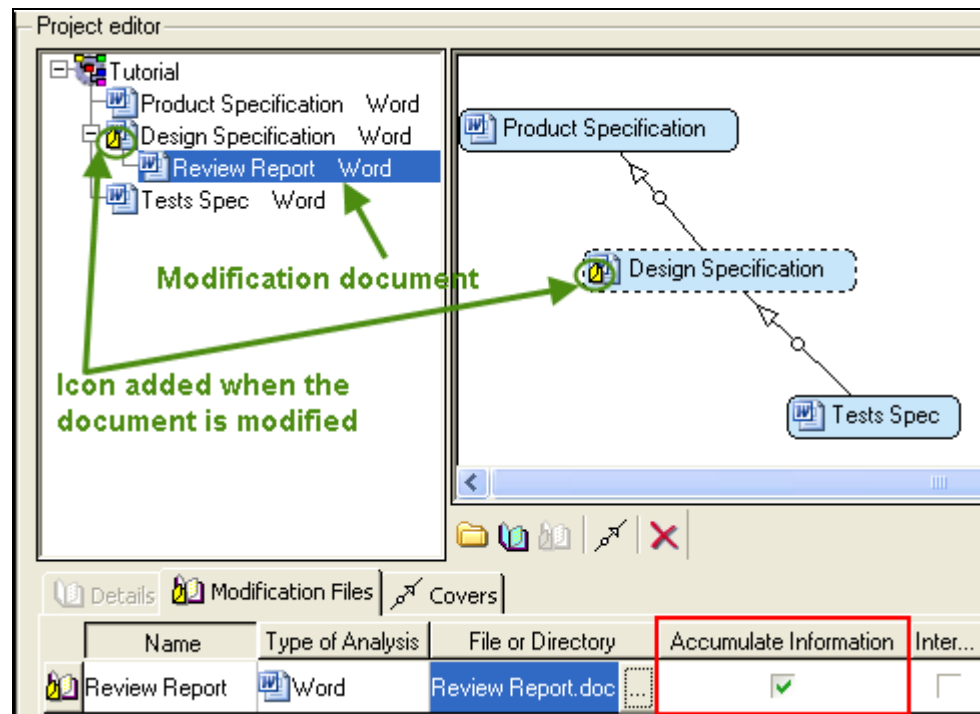 Project editor
Tutorial
Product Specification Word
Design Specification Word
Review Report Word
Tests Spec Word
Modification document
Icon added when the
document is modified
Product Specification
Design Specification
Tests Spec
Details Modification Files Covers
Name Type of Analysis File or Directory Accumulate Information Inter...
Review Report Word Review Report.doc ...